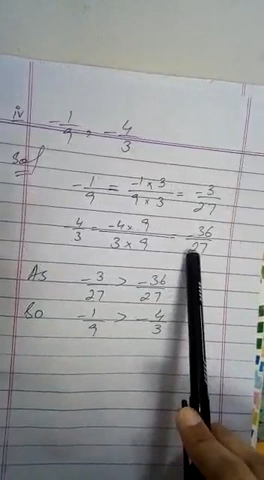 iv -1/9 , -4/3
Sol
-1/9 = -1×3/9×3 = -3/27
-4/3 = -4×9/3×9 = -36/27
As -3/27 > -36/27
So -1/9 > -4/3